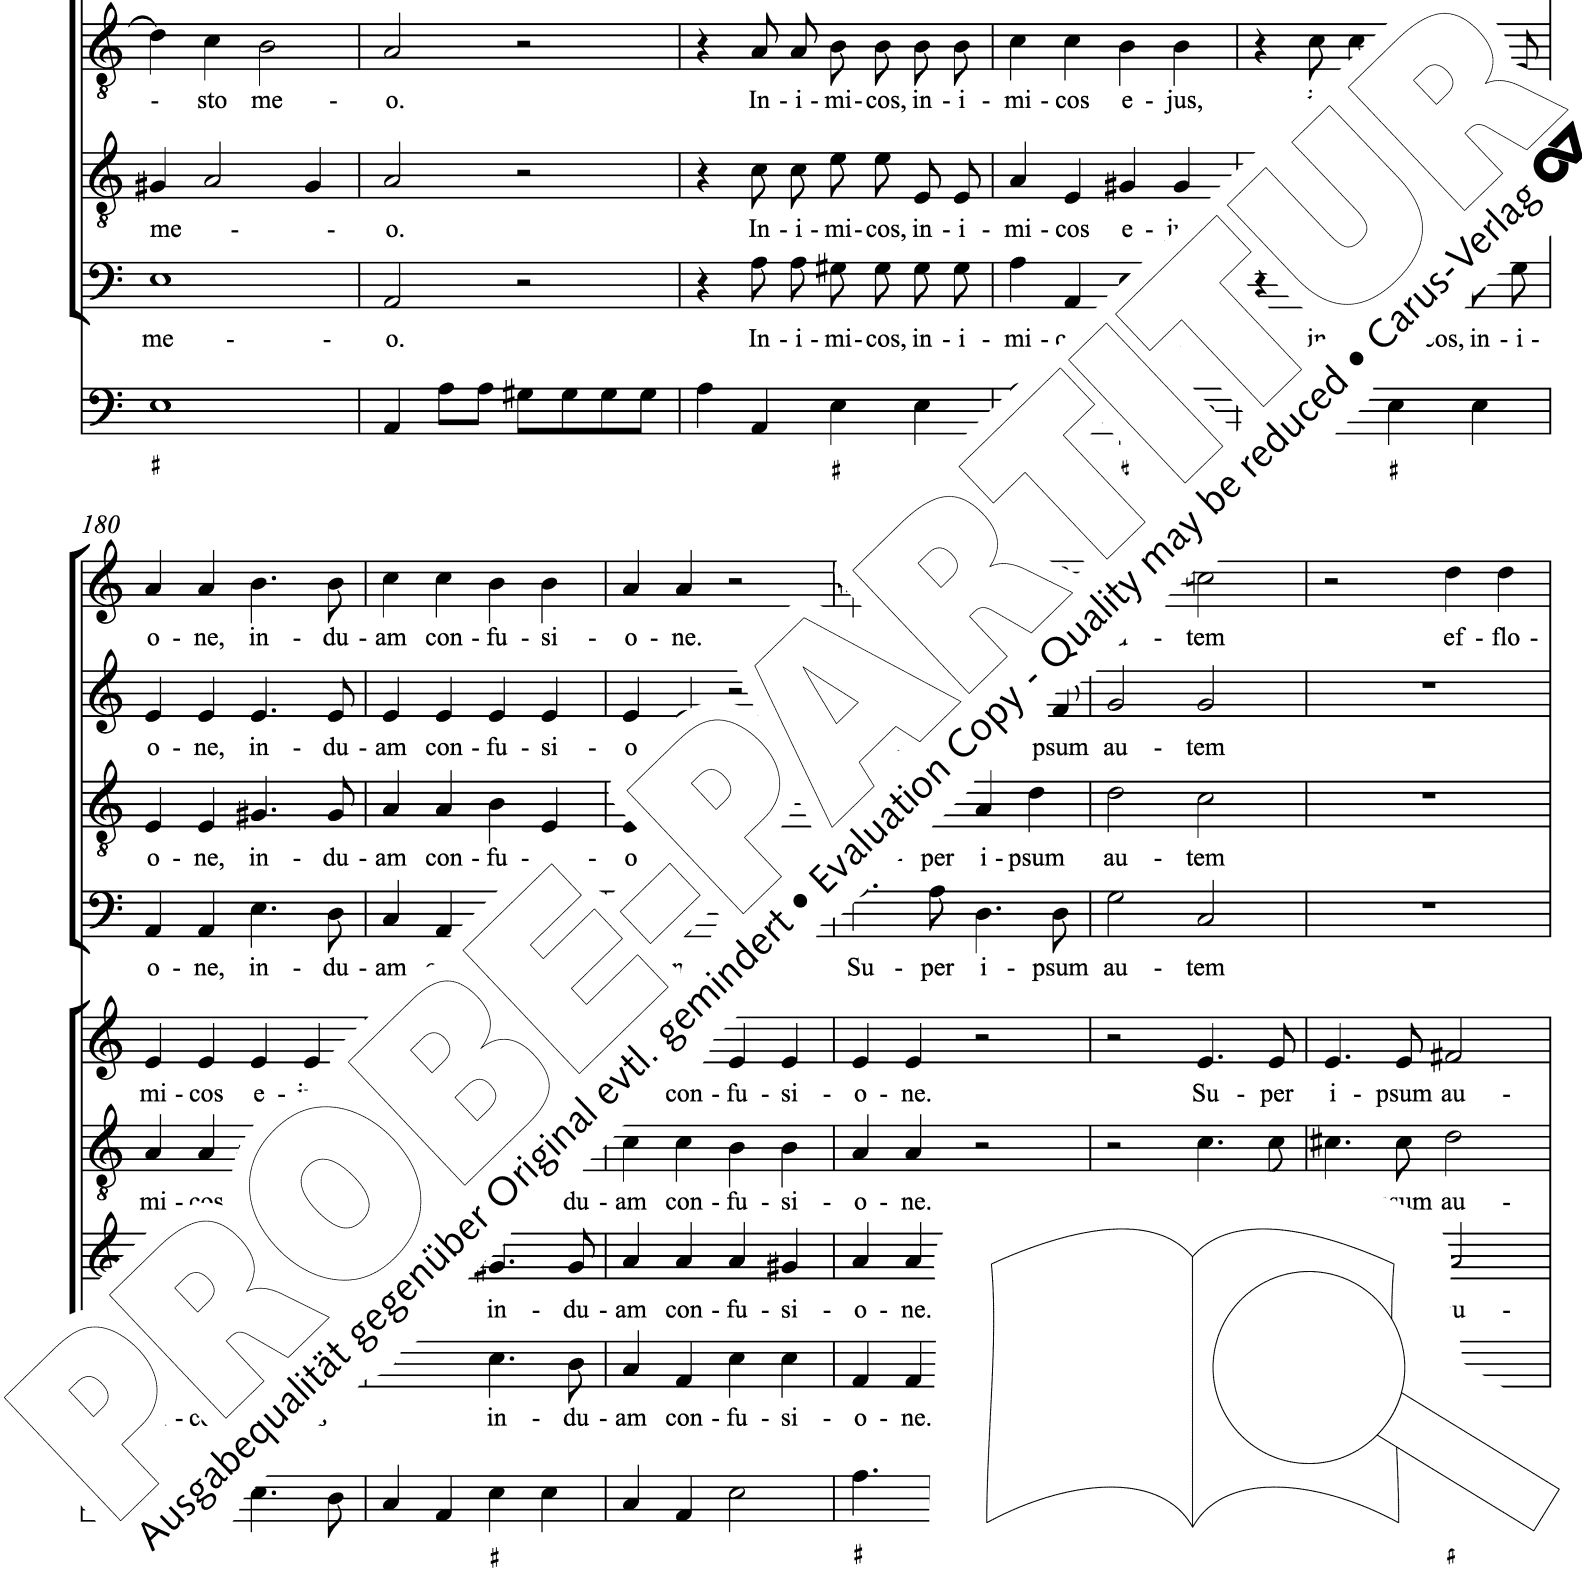 - sto me - o. In - i - mi - cos, in - i - mi - cos e - jus,
me - - o. In - i - mi - cos, in - i - mi - cos e -
me - - o. In - i - mi - cos, in - i - mi - in - i -
180
o - ne, in - du - am con - fu - si - o - ne. - tem ef - flo -
o - ne, in - du - am con - fu - si - o psum au - tem
o - ne, in - du - am con - fu - - o per i - psum au - tem
o - ne, in - du - am Su - per i - psum au - tem
mi - cos e - con - fu - si - o - ne. Su - per i - psum au -
mi - cos du - am con - fu - si - o - ne. au -
in - du - am con - fu - si - o - ne.
in - du - am con - fu - si - o - ne.
PROBE-PARTITUR
Ausgabequalität gegenüber Original evtl. gemindert • Evaluation Copy - Quality may be reduced • Carus-Verlag